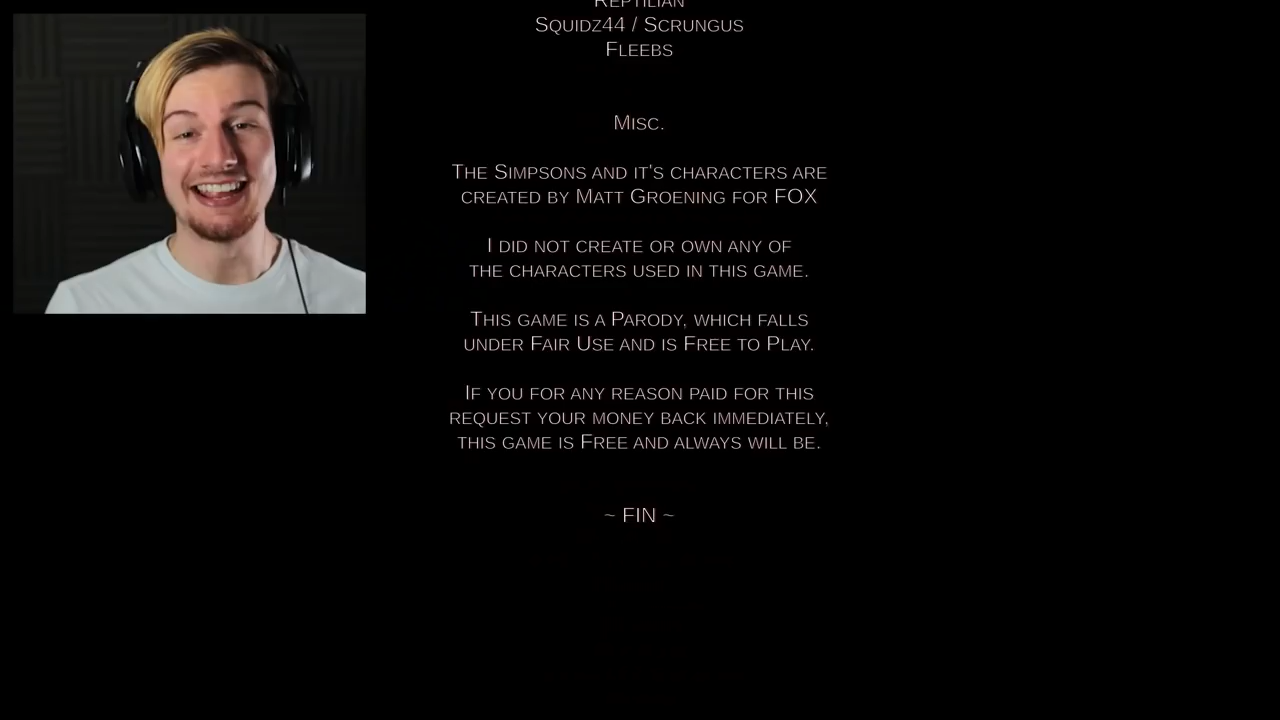 Reptilian
Squidz44 / Scrungus
Fleebs
Misc.
The Simpsons and it's characters are
created by Matt Groening for FOX
I did not create or own any of
the characters used in this game.
This game is a Parody, which falls
under Fair Use and is Free to Play.
If you for any reason paid for this
request your money back immediately,
this game is Free and always will be.
~ FIN ~